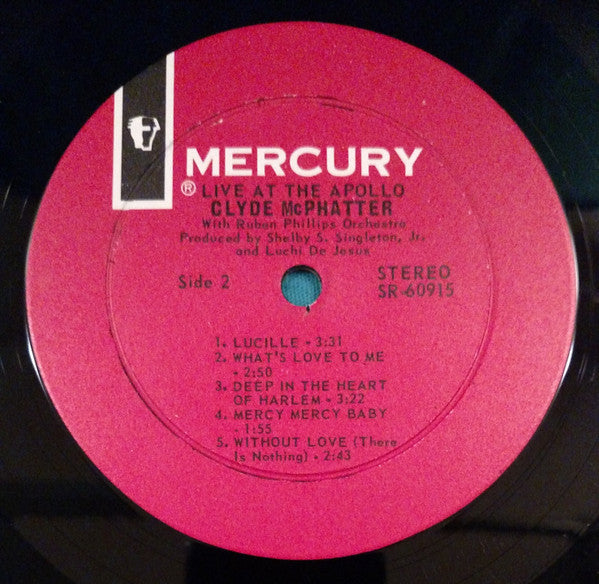 MERCURY
®
LIVE AT THE APOLLO
CLYDE McPHATTER
With Ruban Phillips Orchestra
Produced by Shelby S. Singleton, Jr.
and Luchi De Jesus
Side 2
STEREO
SR-60915
1. LUCILLE - 3:31
2. WHAT'S LOVE TO ME
- 2:50
3. DEEP IN THE HEART
OF HARLEM - 3:22
4. MERCY MERCY BABY
- 1:55
5. WITHOUT LOVE (There
Is Nothing) - 2:43